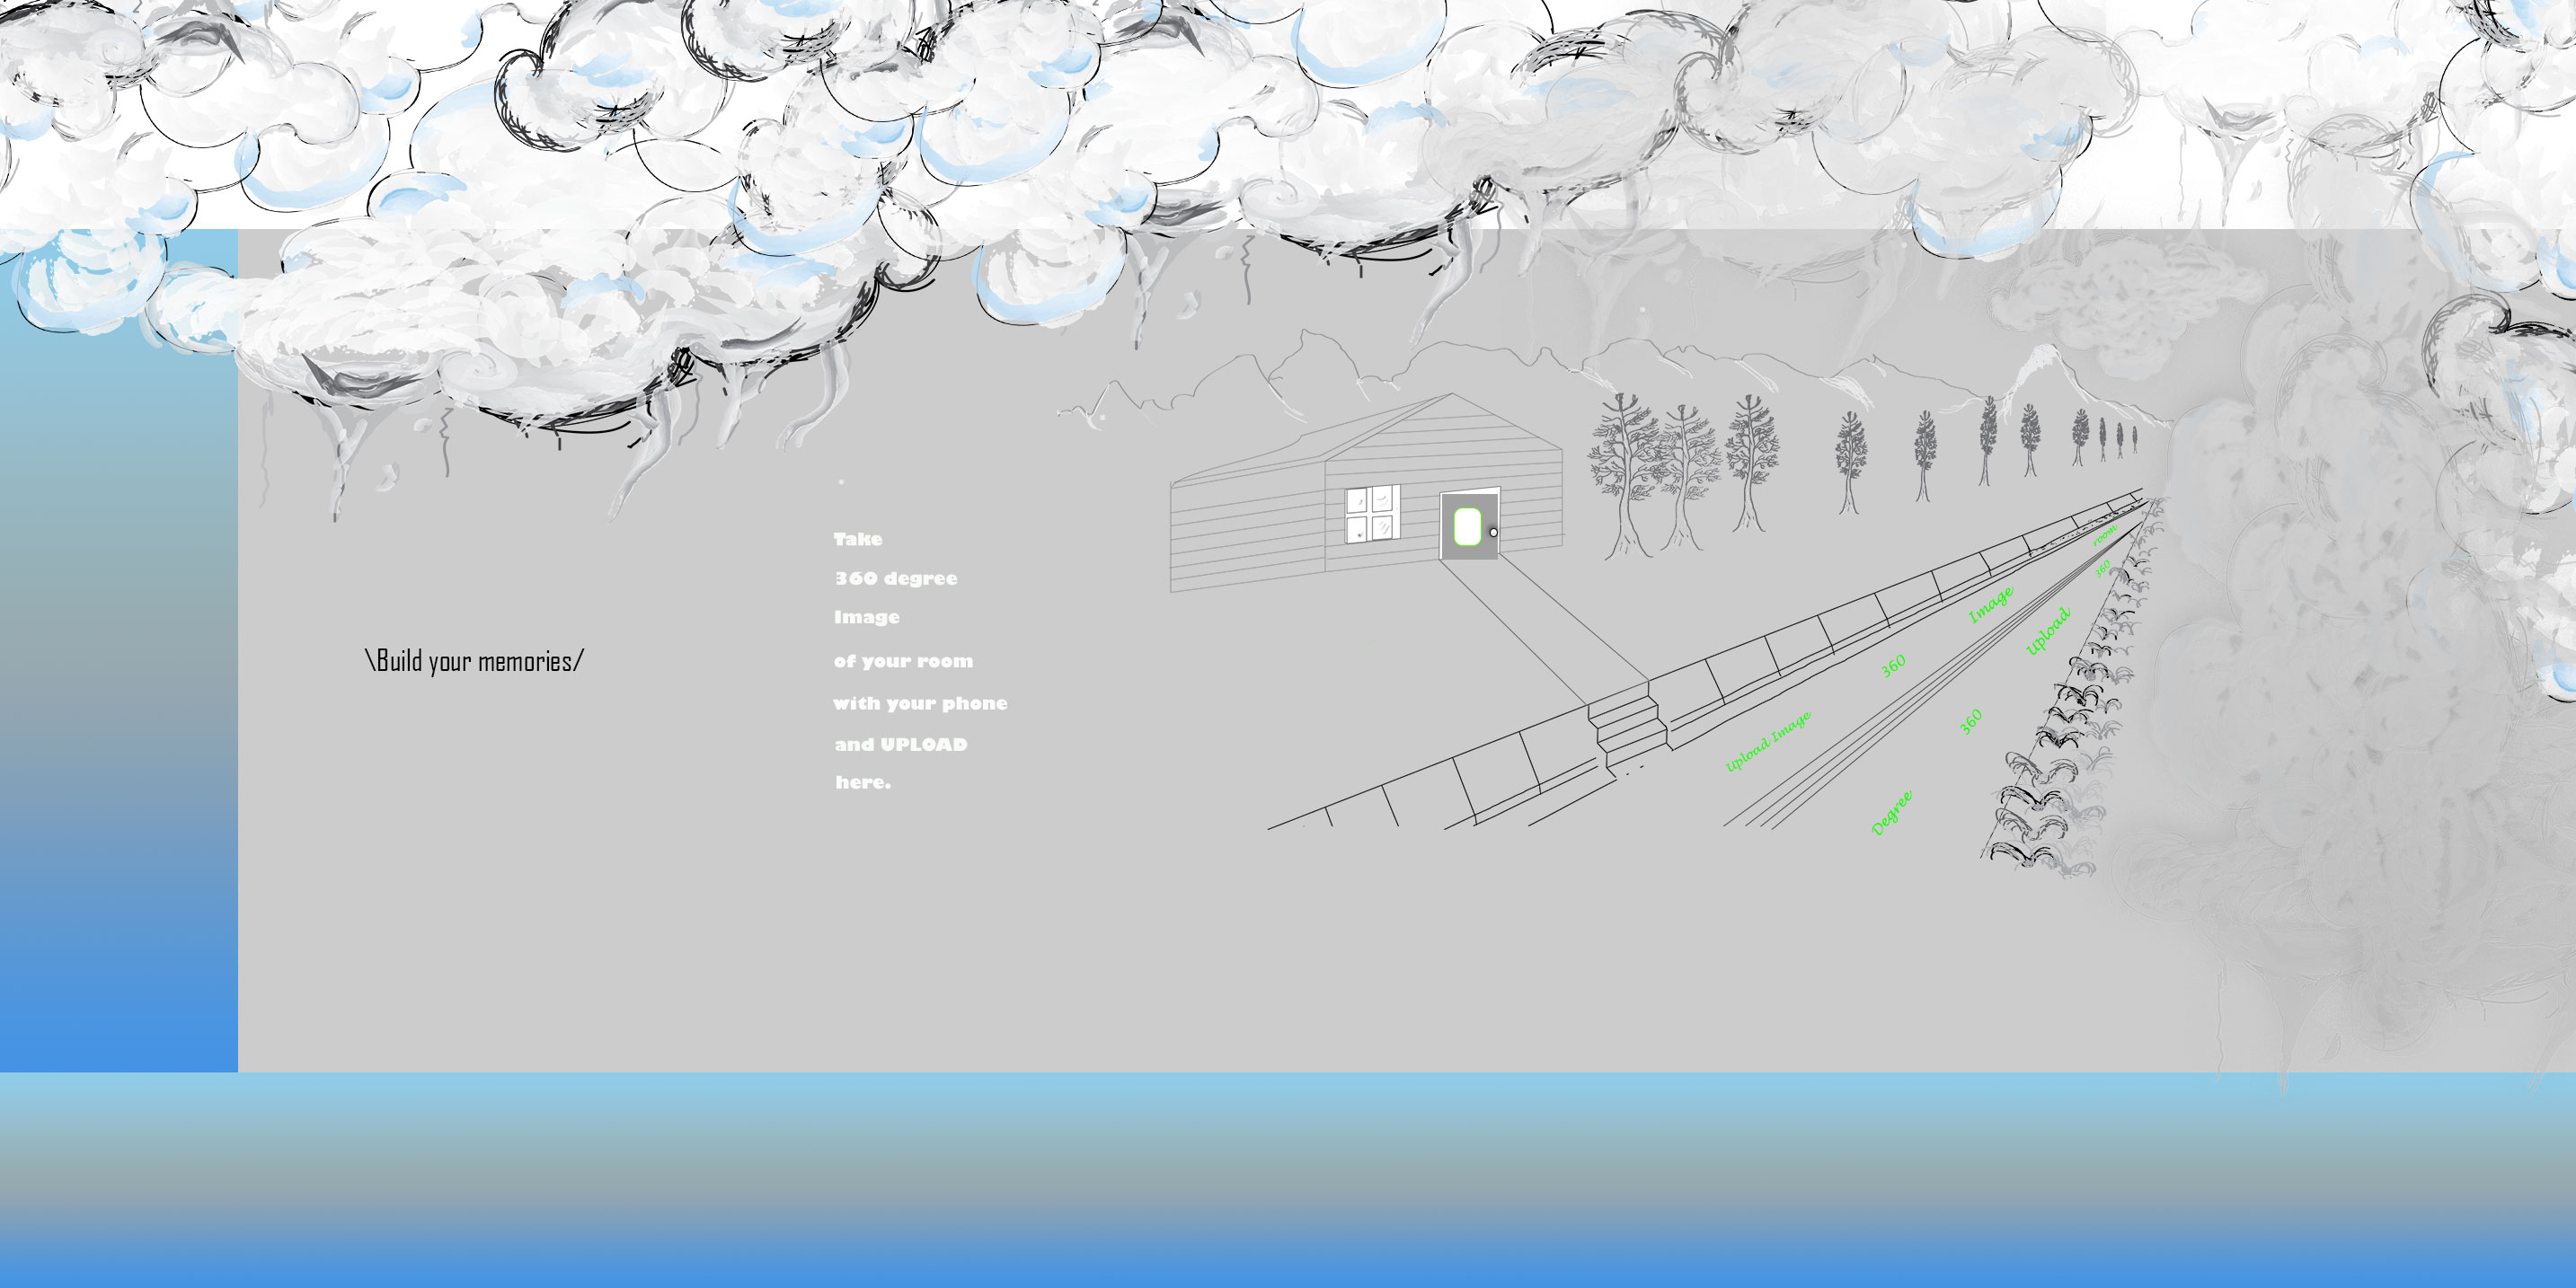 \Build your memories/
Take
360 degree
Image
of your room
with your phone
and UPLOAD
here.
room
360
Image
Upload
360
360
Upload Image
Degree